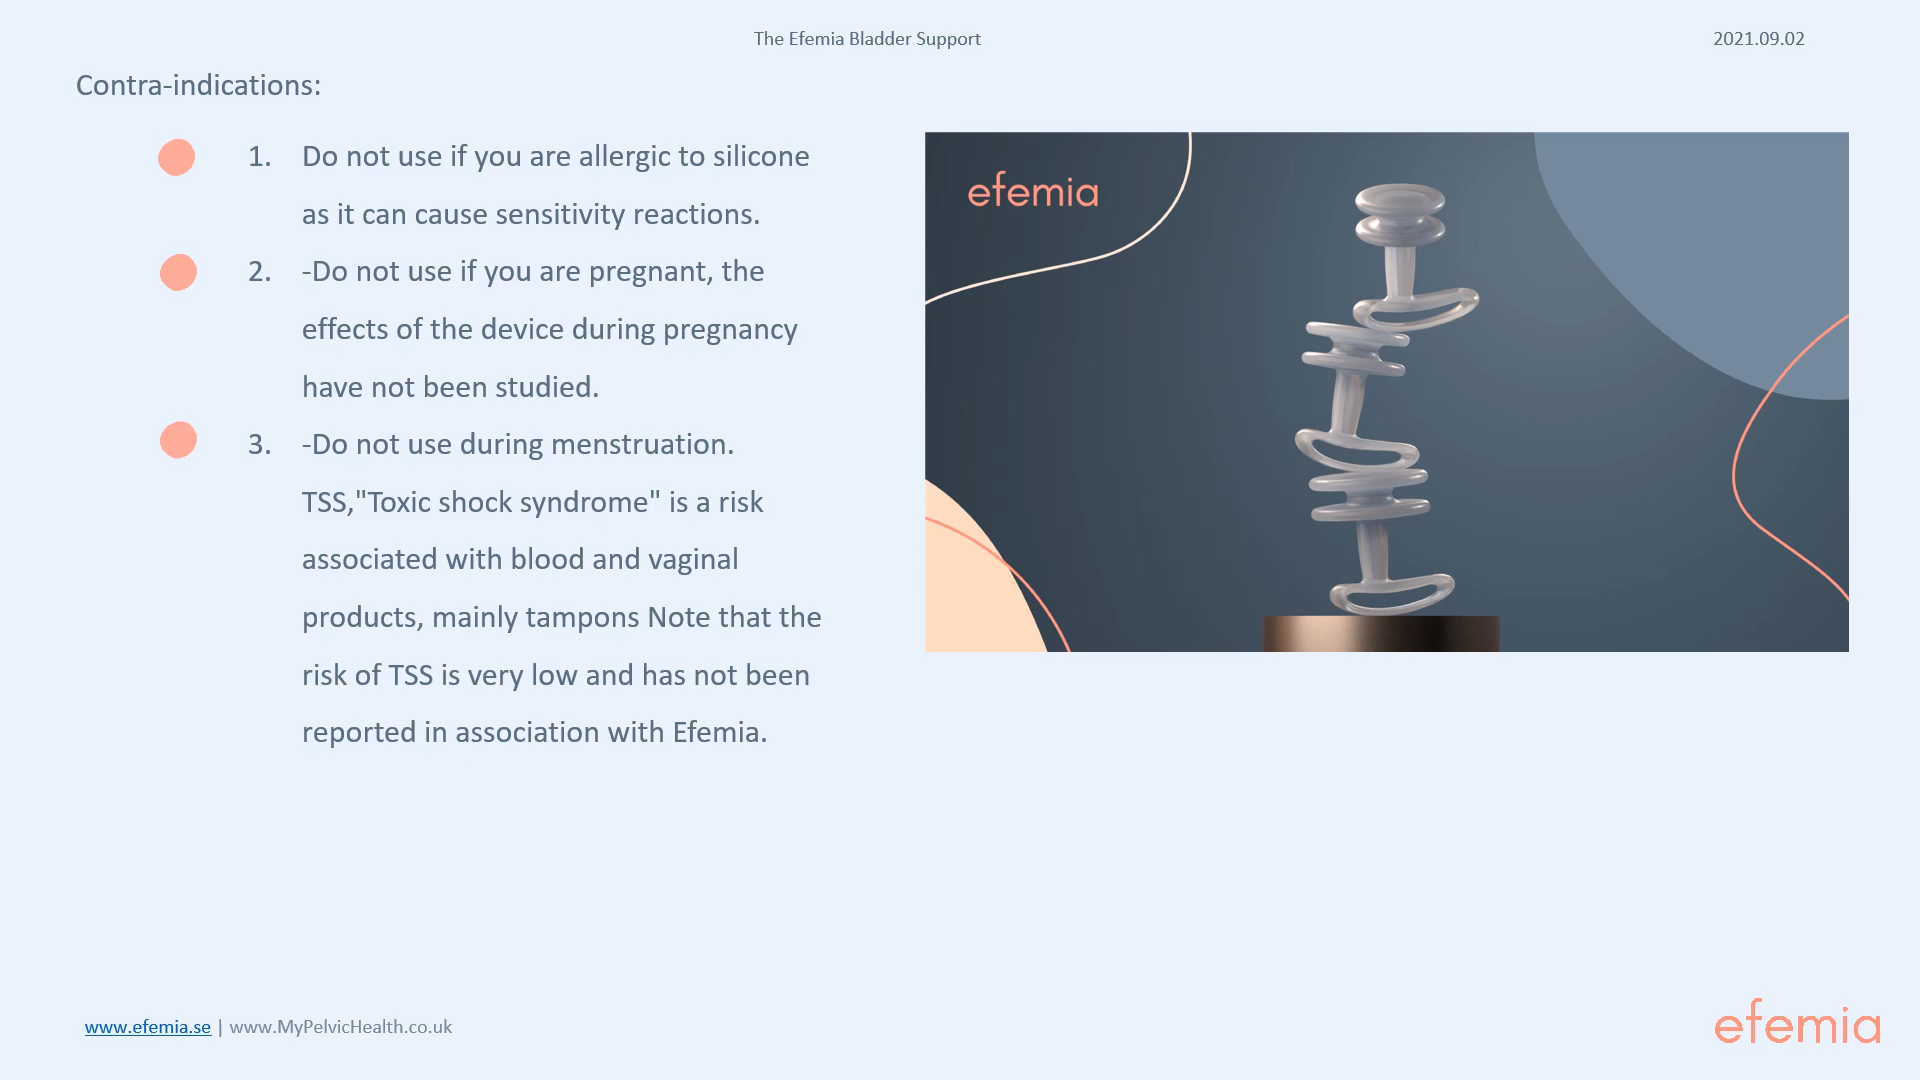 The Efemia Bladder Support
2021.09.02
Contra-indications:
1. Do not use if you are allergic to silicone
as it can cause sensitivity reactions.
2. -Do not use if you are pregnant, the
effects of the device during pregnancy
have not been studied.
3. -Do not use during menstruation.
TSS,"Toxic shock syndrome" is a risk
associated with blood and vaginal
products, mainly tampons Note that the
risk of TSS is very low and has not been
reported in association with Efemia.
efemia
www.efemia.se | www.MyPelvicHealth.co.uk
efemia